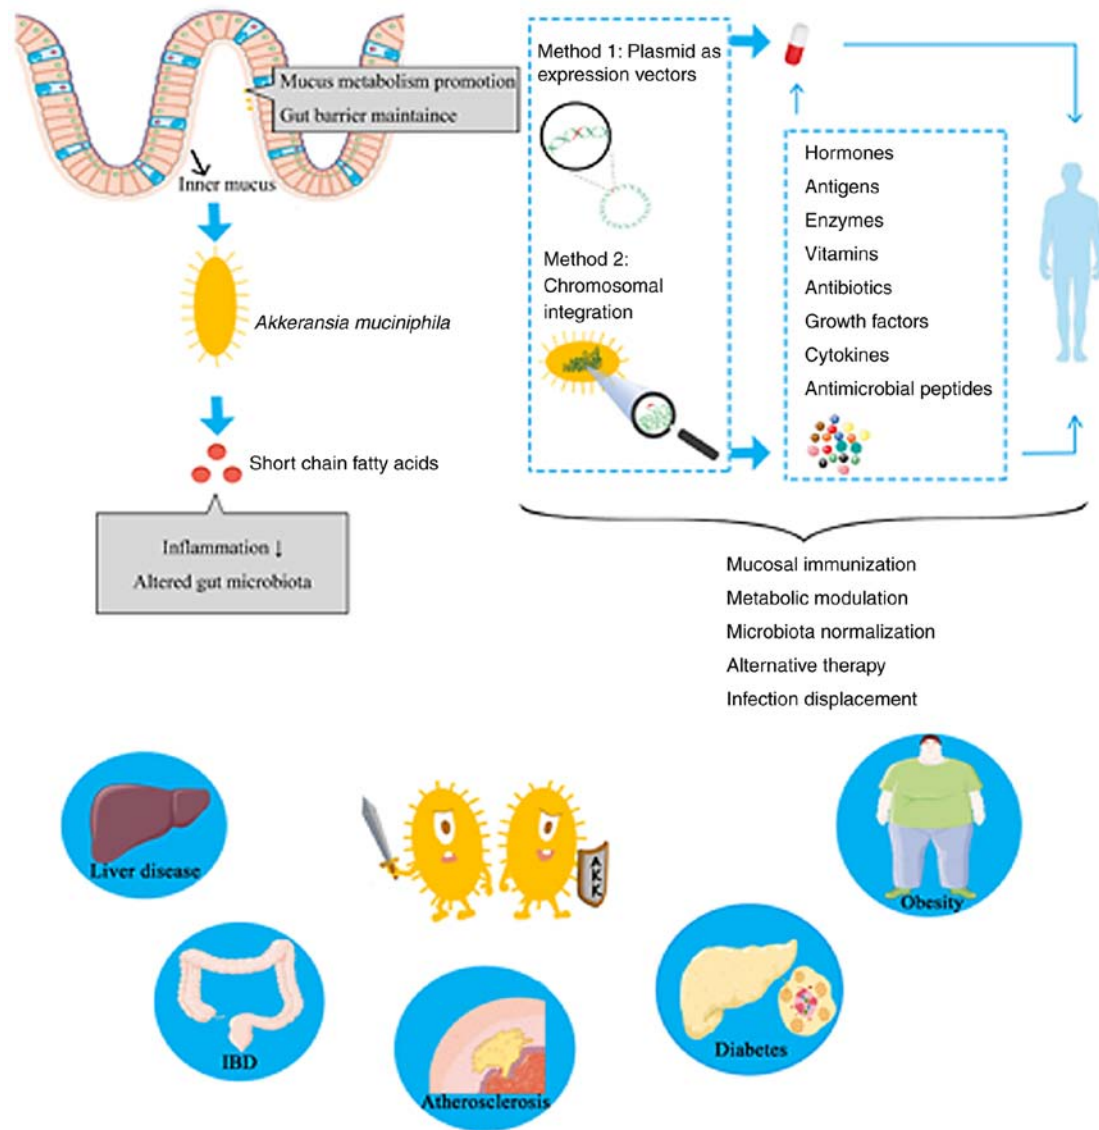 Mucus metabolism promotion
Gut barrier maintaince
Inner mucus
Akkeransia muciniphila
Short chain fatty acids
Inflammation ↓
Altered gut microbiota
Method 1: Plasmid as
expression vectors
Method 2:
Chromosomal
integration
Hormones
Antigens
Enzymes
Vitamins
Antibiotics
Growth factors
Cytokines
Antimicrobial peptides
Mucosal immunization
Metabolic modulation
Microbiota normalization
Alternative therapy
Infection displacement
Liver disease
AKK
Obesity
IBD
Diabetes
Atherosclerosis